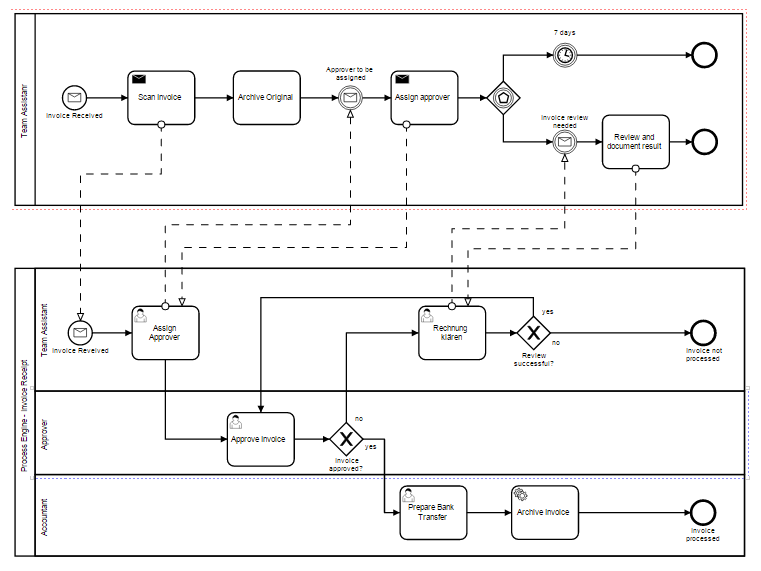 Team Assistant
Invoice Received
Scan Invoice
Archive Original
Approver to be
assigned
Assign approver
7 days
Invoice review
needed
Review and
document result
Process Engine - Invoice Receipt
Team Assistant
Invoice Reveived
Assign
Approver
Rechnung
klären
yes
no
Review
successful?
Invoice not
processed
Approver
Approve Invoice
no
yes
Invoice
approved?
Accountant
Prepare Bank
Transfer
Archive Invoice
Invoice
processed